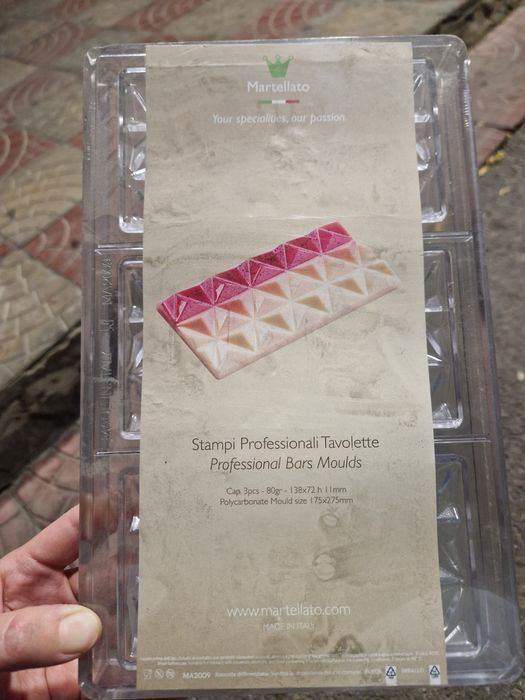 Martellato
Your specialities, our passion
Stampi Professionali Tavolette
Professional Bars Moulds
Cap. 3pcs - 80gr - 138x72 h 11mm
Polycarbonate Mould size 175x275mm
www.martellato.com
MADE IN ITALY
MA2009